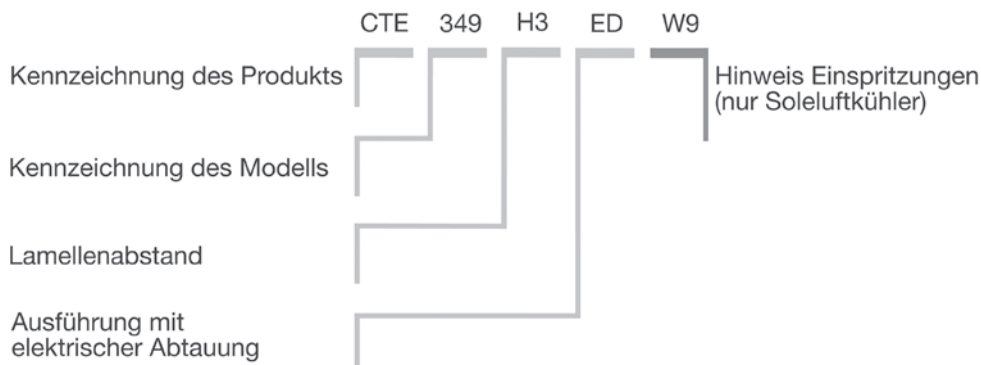 CTE 349 H3 ED W9
Kennzeichnung des Produkts
Hinweis Einspritzungen
(nur Soleluftkühler)
Kennzeichnung des Modells
Lamellenabstand
Ausführung mit
elektrischer Abtauung